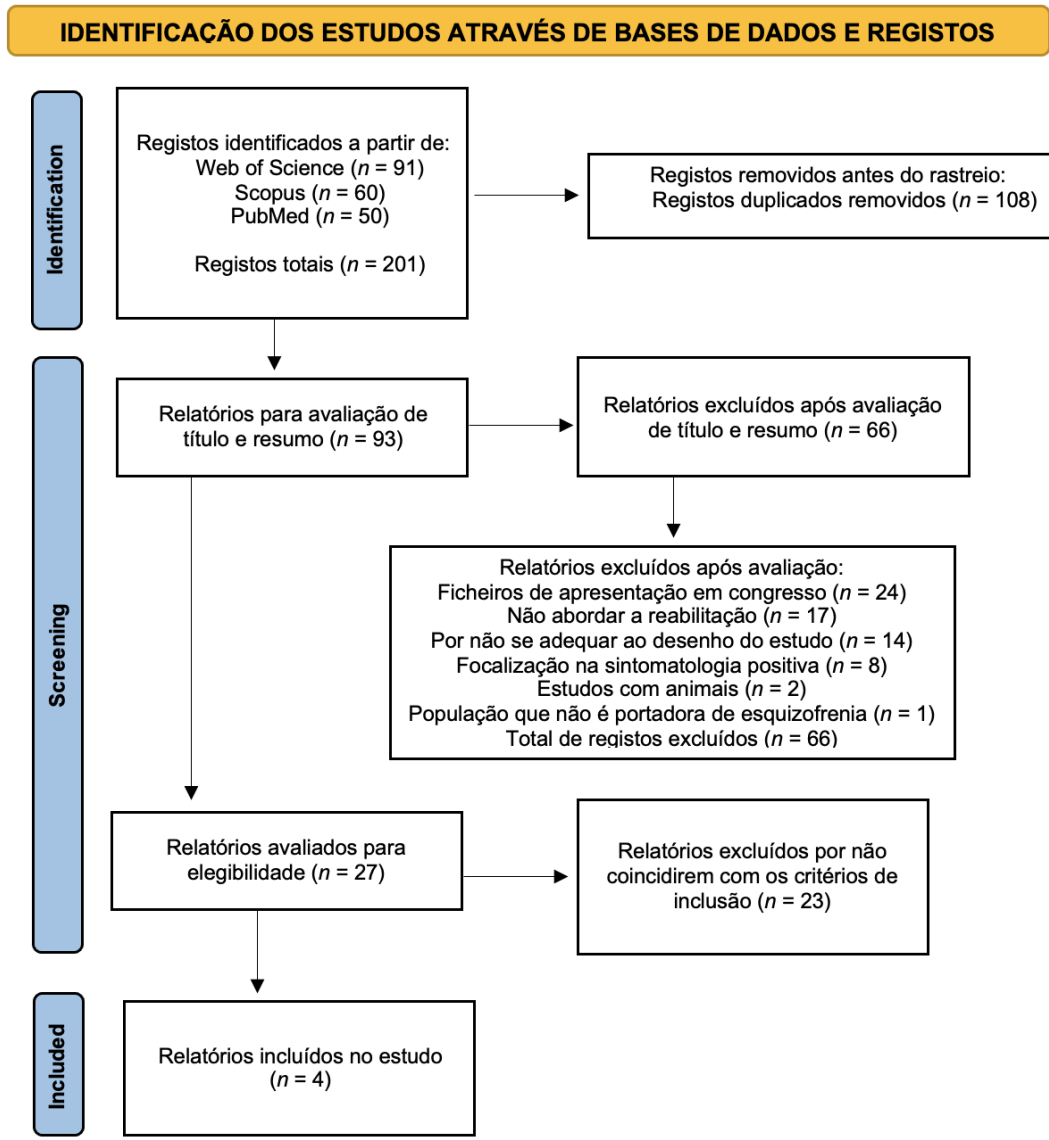 IDENTIFICAÇÃO DOS ESTUDOS ATRAVÉS DE BASES DE DADOS E REGISTOS
Identification
Registos identificados a partir de:
Web of Science (n = 91)
Scopus (n = 60)
PubMed (n = 50)
Registos totais (n = 201)
Registos removidos antes do rastreio:
Registos duplicados removidos (n = 108)
Screening
Relatórios para avaliação de
título e resumo (n = 93)
Relatórios excluídos após avaliação
de título e resumo (n = 66)
Relatórios excluídos após avaliação:
Ficheiros de apresentação em congresso (n = 24)
Não abordar a reabilitação (n = 17)
Por não se adequar ao desenho do estudo (n = 14)
Focalização na sintomatologia positiva (n = 8)
Estudos com animais (n = 2)
População que não é portadora de esquizofrenia (n = 1)
Total de registos excluídos (n = 66)
Relatórios avaliados para
elegibilidade (n = 27)
Relatórios excluídos por não
coincidirem com os critérios de
inclusão (n = 23)
Included
Relatórios incluídos no estudo
(n = 4)